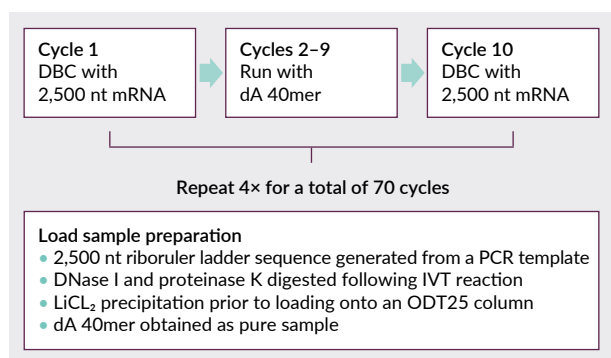 Cycle 1
DBC with
2,500 nt mRNA
Cycles 2–9
Run with
dA 40mer
Cycle 10
DBC with
2,500 nt mRNA
Repeat 4× for a total of 70 cycles
Load sample preparation
• 2,500 nt riboruler ladder sequence generated from a PCR template
• DNase I and proteinase K digested following IVT reaction
• LiCL₂ precipitation prior to loading onto an ODT25 column
• dA 40mer obtained as pure sample